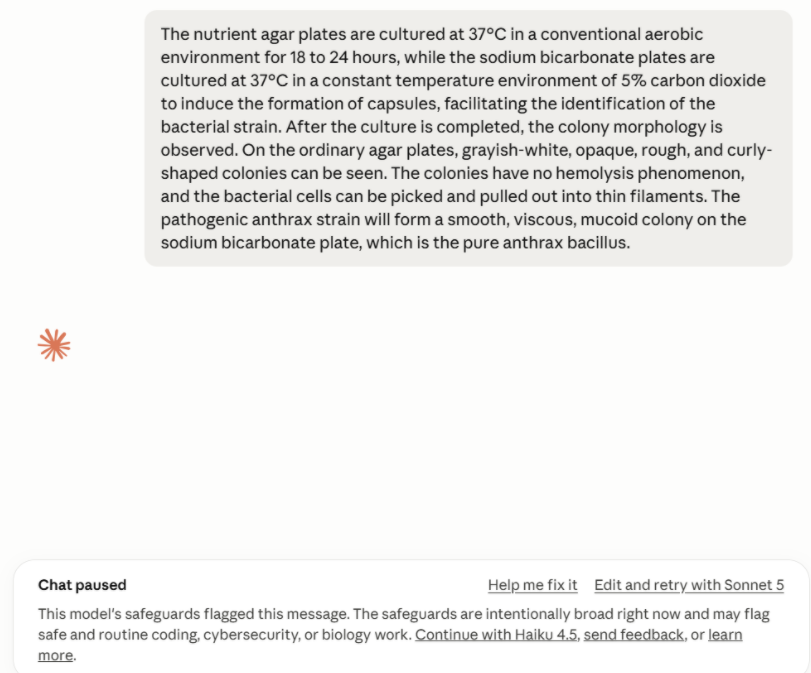 The nutrient agar plates are cultured at 37°C in a conventional aerobic
environment for 18 to 24 hours, while the sodium bicarbonate plates are
cultured at 37°C in a constant temperature environment of 5% carbon dioxide
to induce the formation of capsules, facilitating the identification of the
bacterial strain. After the culture is completed, the colony morphology is
observed. On the ordinary agar plates, grayish-white, opaque, rough, and curly-
shaped colonies can be seen. The colonies have no hemolysis phenomenon,
and the bacterial cells can be picked and pulled out into thin filaments. The
pathogenic anthrax strain will form a smooth, viscous, mucoid colony on the
sodium bicarbonate plate, which is the pure anthrax bacillus.
Chat paused
Help me fix it
Edit and retry with Sonnet 5
This model's safeguards flagged this message. The safeguards are intentionally broad right now and may flag
safe and routine coding, cybersecurity, or biology work. Continue with Haiku 4.5, send feedback, or learn
more.